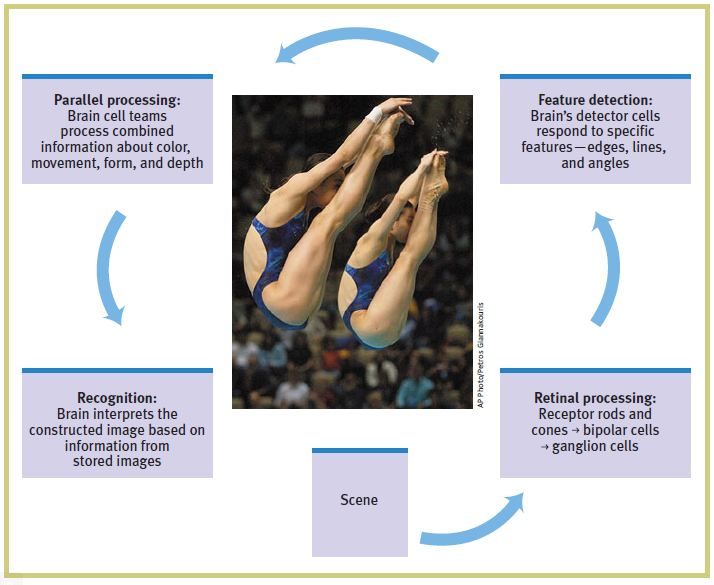 Parallel processing:
Brain cell teams
process combined
information about color,
movement, form, and depth
Feature detection:
Brain's detector cells
respond to specific
features—edges, lines,
and angles
AP Photo/Petros Giannakouris
Recognition:
Brain interprets the
constructed image based on
information from
stored images
Retinal processing:
Receptor rods and
cones → bipolar cells
→ ganglion cells
Scene